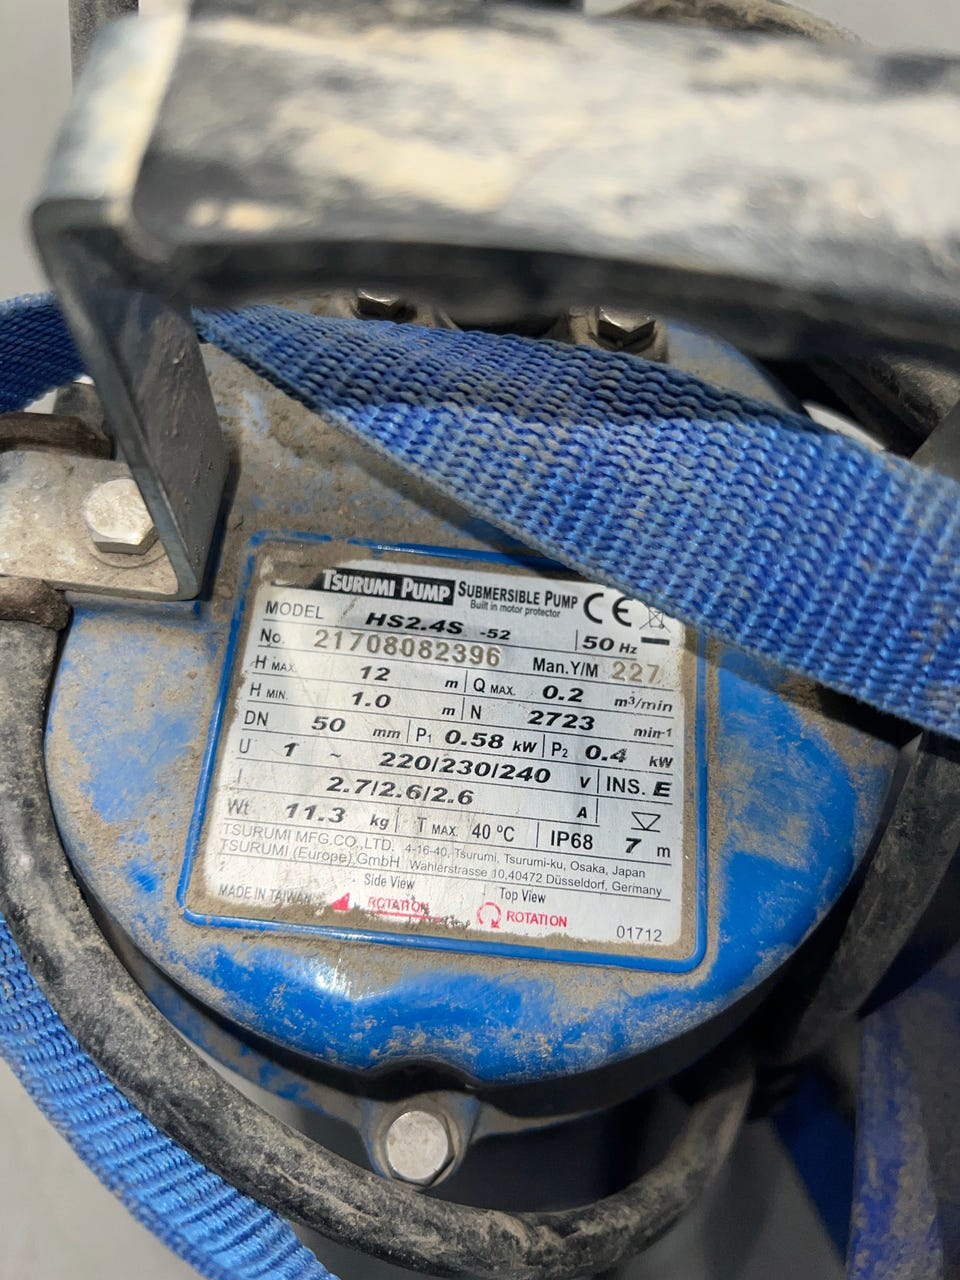 TSURUMI PUMP SUBMERSIBLE PUMP CE
Built in motor protector
MODEL HS2.4S -52 50 Hz
No. 21708082396 Man.Y/M 227
H MAX. 12 m Q MAX. 0.2 m³/min
H MIN. 1.0 m N 2723 min-1
DN 50 mm P1 0.58 kW P2 0.4 kW
U 1 ~ 220/230/240 V INS. E
I 2.7/2.6/2.6 A
Wt. 11.3 kg T MAX. 40 ºC IP68 7 m
TSURUMI MFG.CO.,LTD. 4-16-40, Tsurumi, Tsurumi-ku, Osaka, Japan
TSURUMI (Europe) GmbH Wahlerstrasse 10,40472 Düsseldorf, Germany
Side View Top View
MADE IN TAIWAN ROTATION ROTATION
01712